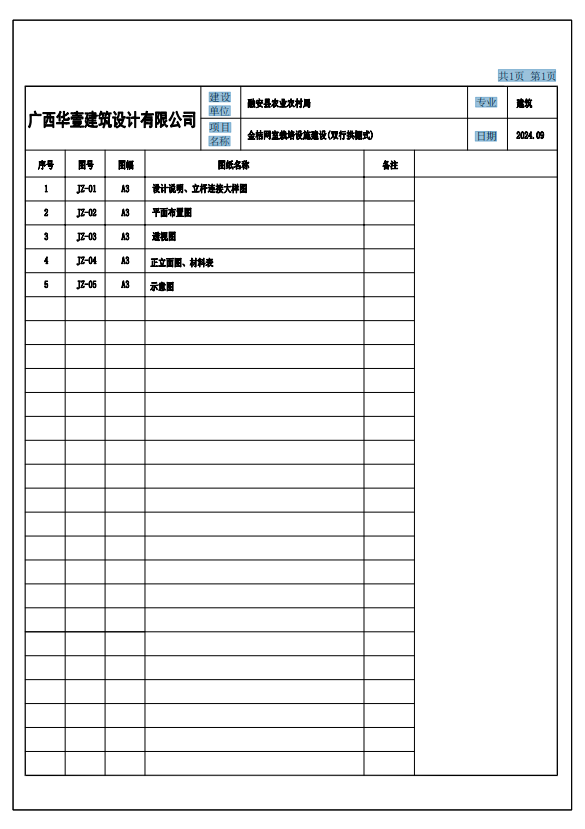 共1页 第1页
广西华壹建筑设计有限公司
建设单位 融安县农业农村局 专业 建筑
项目名称 金桔网室栽培设施建设(双行拱棚式) 日期 2024.09
序号 图号 图幅 图纸名称 备注
1 JZ-01 A3 设计说明、立杆连接大样图
2 JZ-02 A3 平面布置图
3 JZ-03 A3 透视图
4 JZ-04 A3 正立面图、材料表
5 JZ-05 A3 示意图